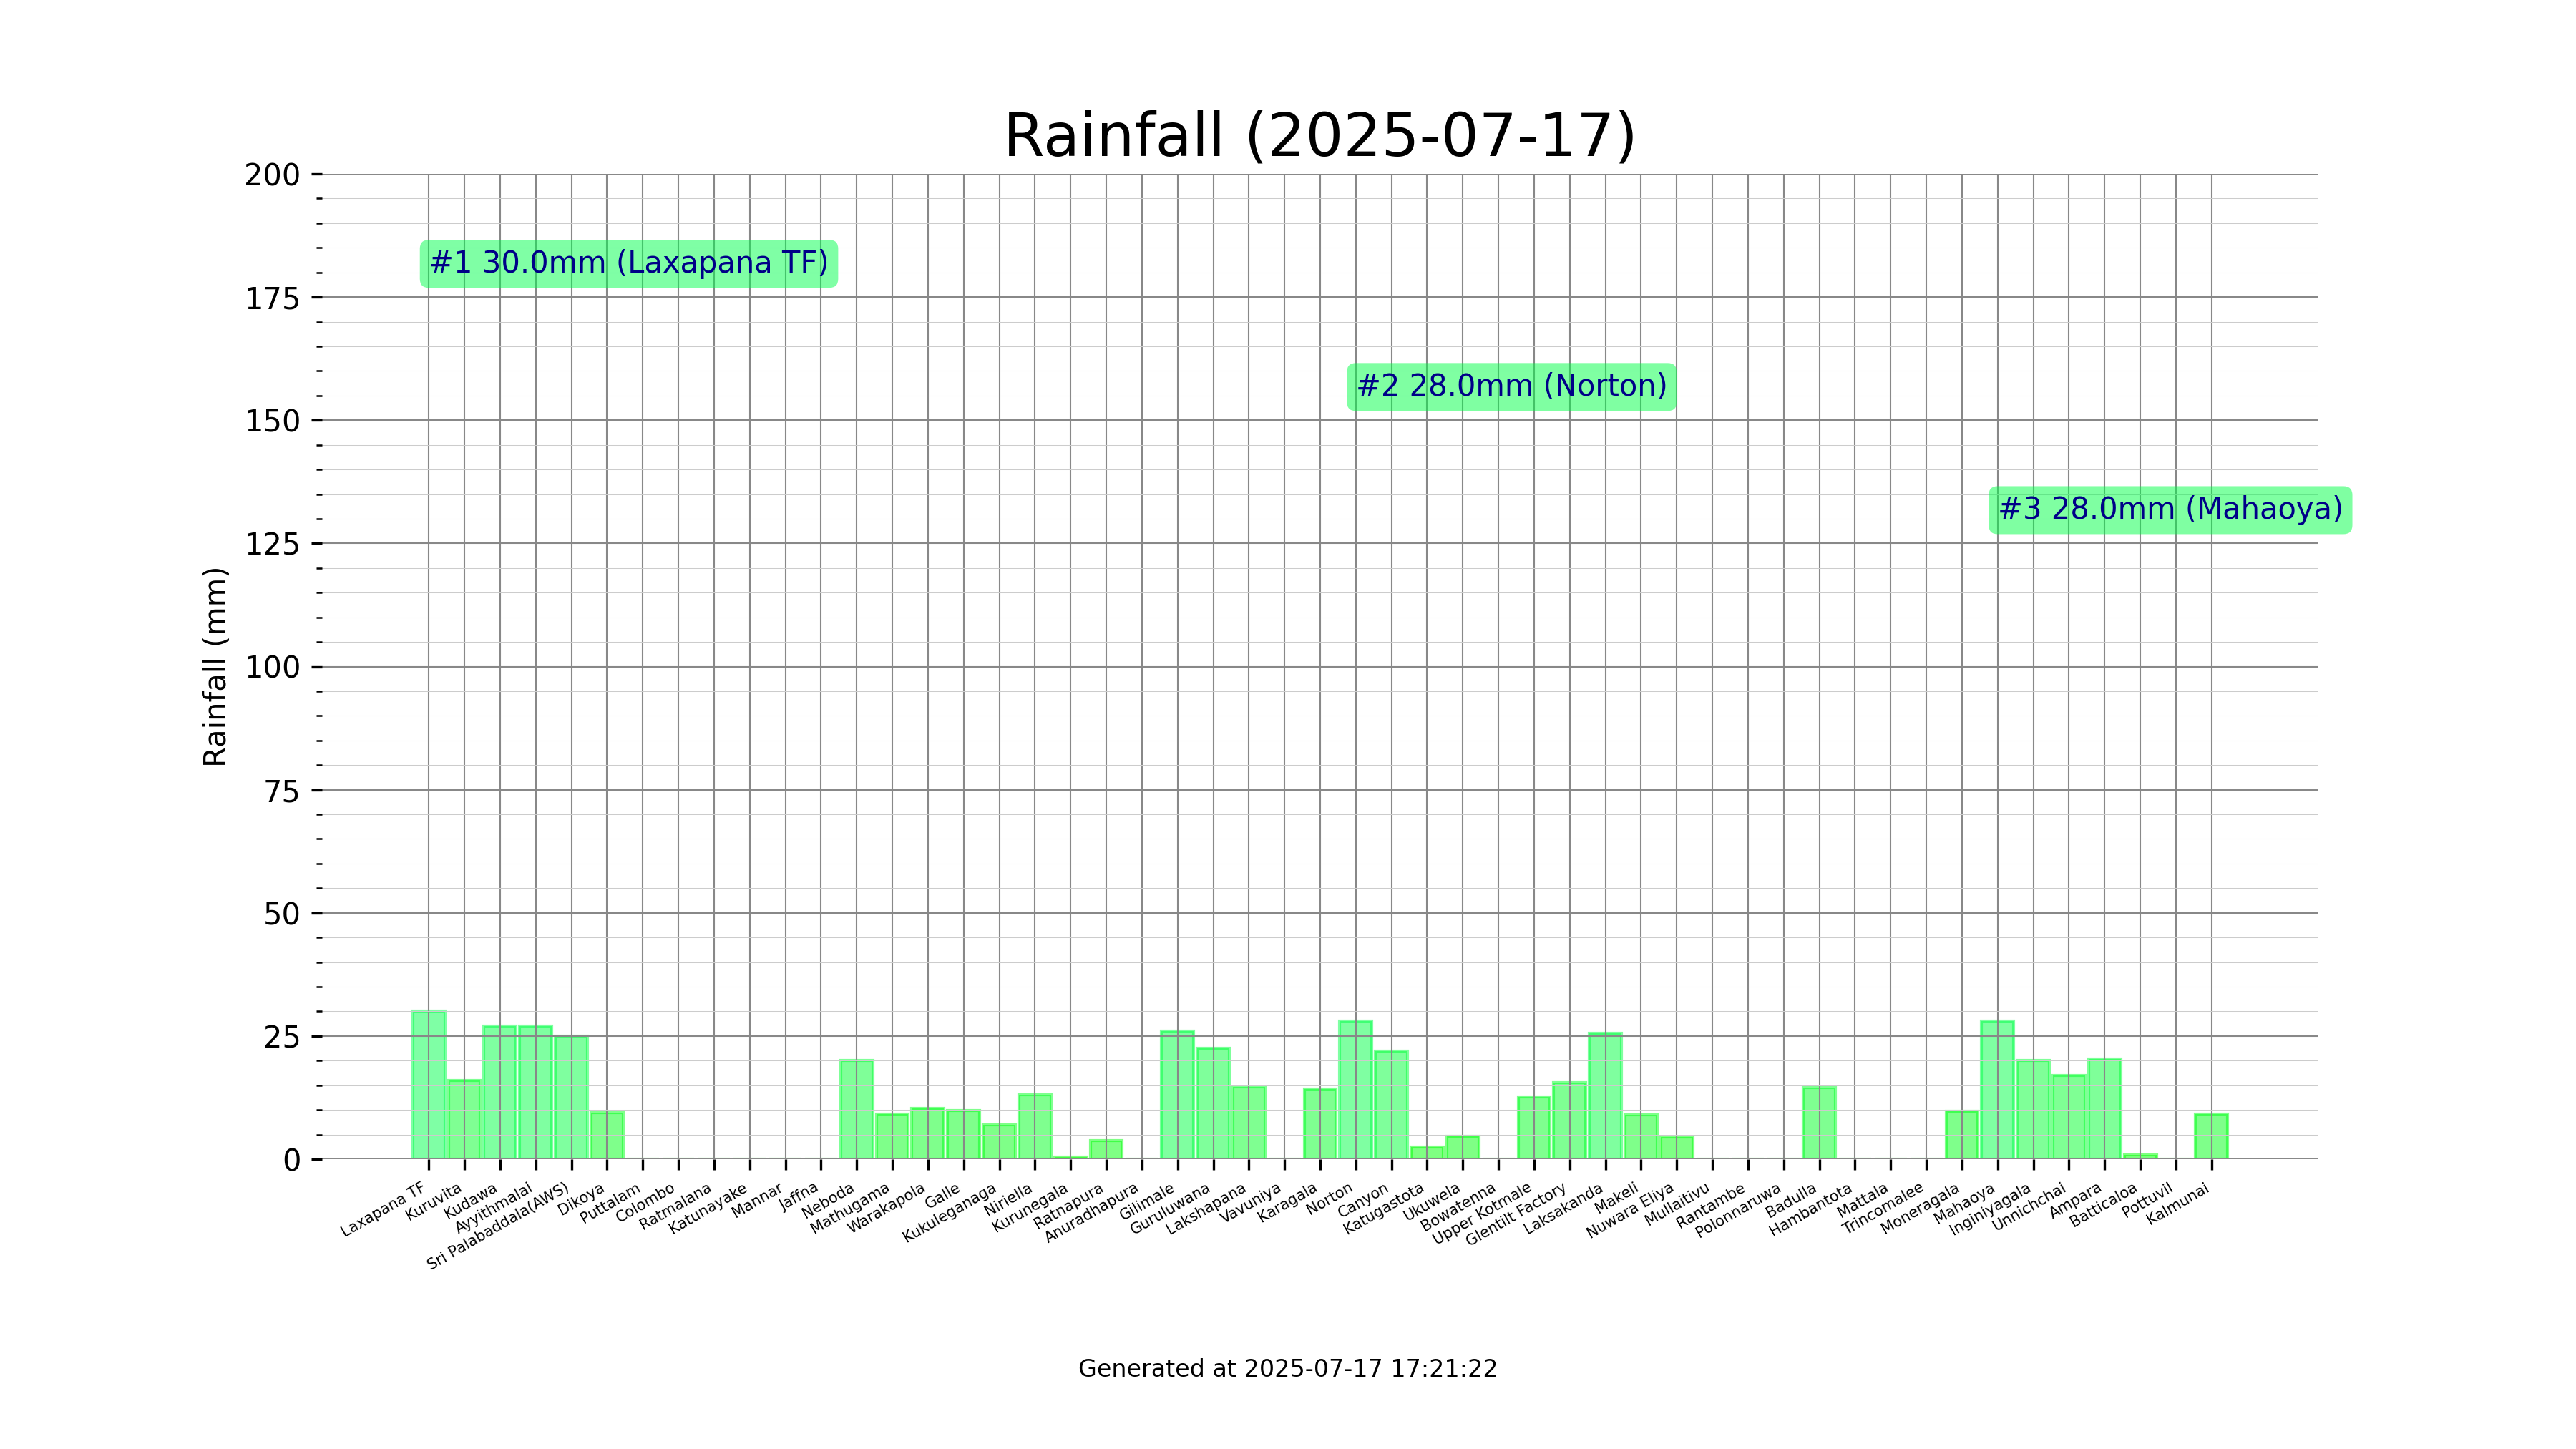 Rainfall (2025-07-17)
200
175
150
125
100
75
50
25
0
Rainfall (mm)
#1 30.0mm (Laxapana TF)
#2 28.0mm (Norton)
#3 28.0mm (Mahaoya)
Laxapana TF
Kuruvita
Kudawa
Ayyithmalai
Sri Palabaddala(AWS)
Dikoya
Puttalam
Colombo
Ratmalana
Katunayake
Mannar
Jaffna
Neboda
Mathugama
Warakapola
Galle
Kukuleganaga
Niriella
Kurunegala
Ratnapura
Anuradhapura
Gilimale
Guruluwana
Lakshapana
Vavuniya
Karagala
Norton
Canyon
Katugastota
Ukuwela
Bowatenna
Upper Kotmale
Glentilt Factory
Laksakanda
Makeli
Nuwara Eliya
Mullaitivu
Rantambe
Polonnaruwa
Badulla
Hambantota
Mattala
Trincomalee
Moneragala
Mahaoya
Inginiyagala
Unnichchai
Ampara
Batticaloa
Pottuvil
Kalmunai
Generated at 2025-07-17 17:21:22